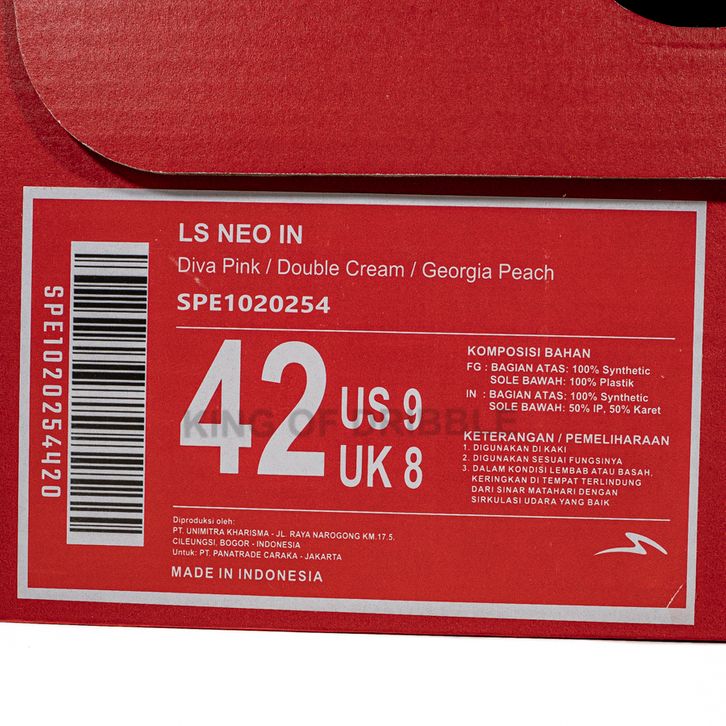 LS NEO IN
Diva Pink / Double Cream / Georgia Peach
SPE1020254
SPE1020254420
42
US 9
UK 8
KING OF DRIBBLE
KOMPOSISI BAHAN
FG : BAGIAN ATAS: 100% Synthetic
SOLE BAWAH: 100% Plastik
IN : BAGIAN ATAS: 100% Synthetic
SOLE BAWAH: 50% IP, 50% Karet
KETERANGAN / PEMELIHARAAN
1. DIGUNAKAN DI KAKI
2. DIGUNAKAN SESUAI FUNGSINYA
3. DALAM KONDISI LEMBAB ATAU BASAH,
KERINGKAN DI TEMPAT TERLINDUNG
DARI SINAR MATAHARI DENGAN
SIRKULASI UDARA YANG BAIK
Diproduksi oleh:
PT. UNIMITRA KHARISMA - JL. RAYA NAROGONG KM.17.5.
CILEUNGSI, BOGOR - INDONESIA
Untuk: PT. PANATRADE CARAKA - JAKARTA
MADE IN INDONESIA